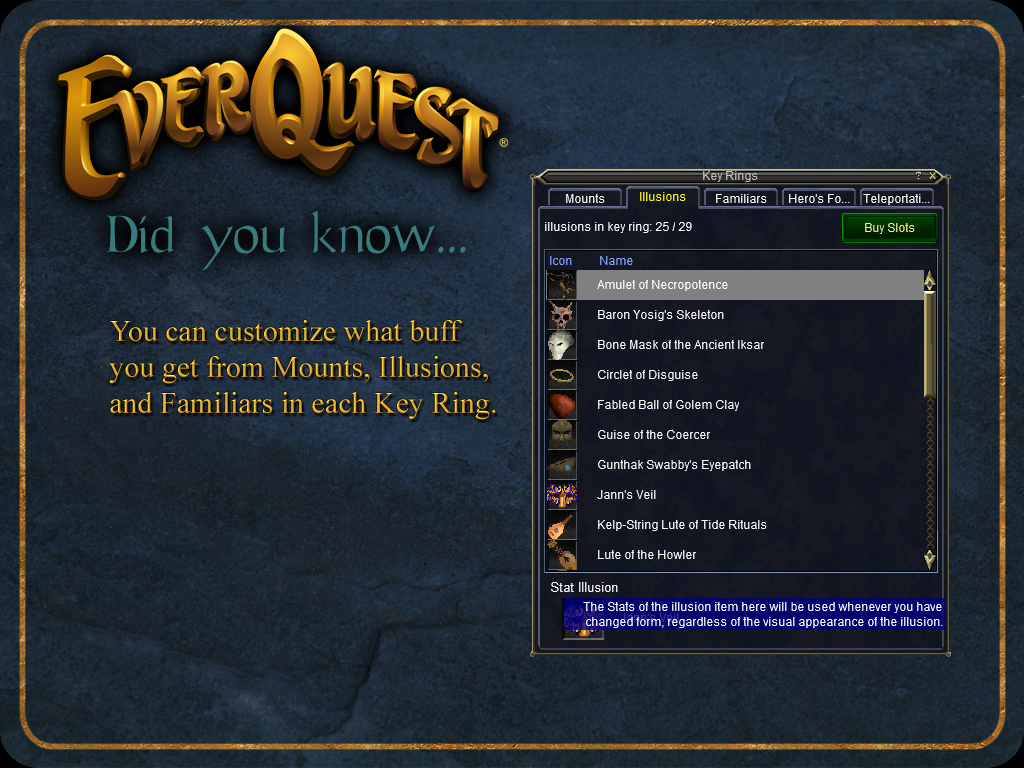 EverQuest®
Did you know...
You can customize what buff
you get from Mounts, Illusions,
and Familiars in each Key Ring.
Key Rings ? X
Mounts Illusions Familiars Hero's Fo... Teleportati...
illusions in key ring: 25 / 29 Buy Slots
Icon Name
Amulet of Necropotence
Baron Yosig's Skeleton
Bone Mask of the Ancient Iksar
Circlet of Disguise
Fabled Ball of Golem Clay
Guise of the Coercer
Gunthak Swabby's Eyepatch
Jann's Veil
Kelp-String Lute of Tide Rituals
Lute of the Howler
Stat Illusion
The Stats of the illusion item here will be used whenever you have
changed form, regardless of the visual appearance of the illusion.